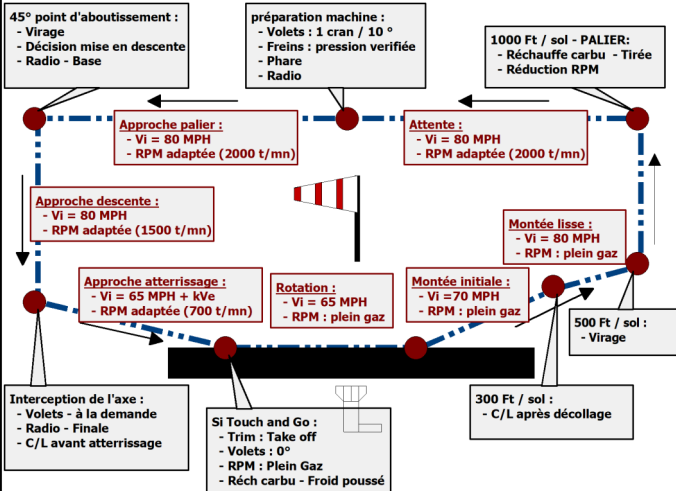 45° point d'aboutissement :
- Virage
- Décision mise en descente
- Radio - Base
préparation machine :
- Volets : 1 cran / 10 °
- Freins : pression verifiée
- Phare
- Radio
1000 Ft / sol - PALIER:
- Réchauffe carbu - Tirée
- Réduction RPM
Approche palier :
- Vi = 80 MPH
- RPM adaptée (2000 t/mn)
Attente :
- Vi = 80 MPH
- RPM adaptée (2000 t/mn)
Approche descente :
- Vi = 80 MPH
- RPM adaptée (1500 t/mn)
Montée lisse :
- Vi = 80 MPH
- RPM : plein gaz
Approche atterrissage :
- Vi = 65 MPH + kVe
- RPM adaptée (700 t/mn)
Rotation :
- Vi = 65 MPH
- RPM : plein gaz
Montée initiale :
- Vi =70 MPH
- RPM : plein gaz
500 Ft / sol :
- Virage
Interception de l'axe :
- Volets - à la demande
- Radio - Finale
- C/L avant atterrissage
Si Touch and Go :
- Trim : Take off
- Volets : 0°
- RPM : Plein Gaz
- Réch carbu - Froid poussé
300 Ft / sol :
- C/L après décollage